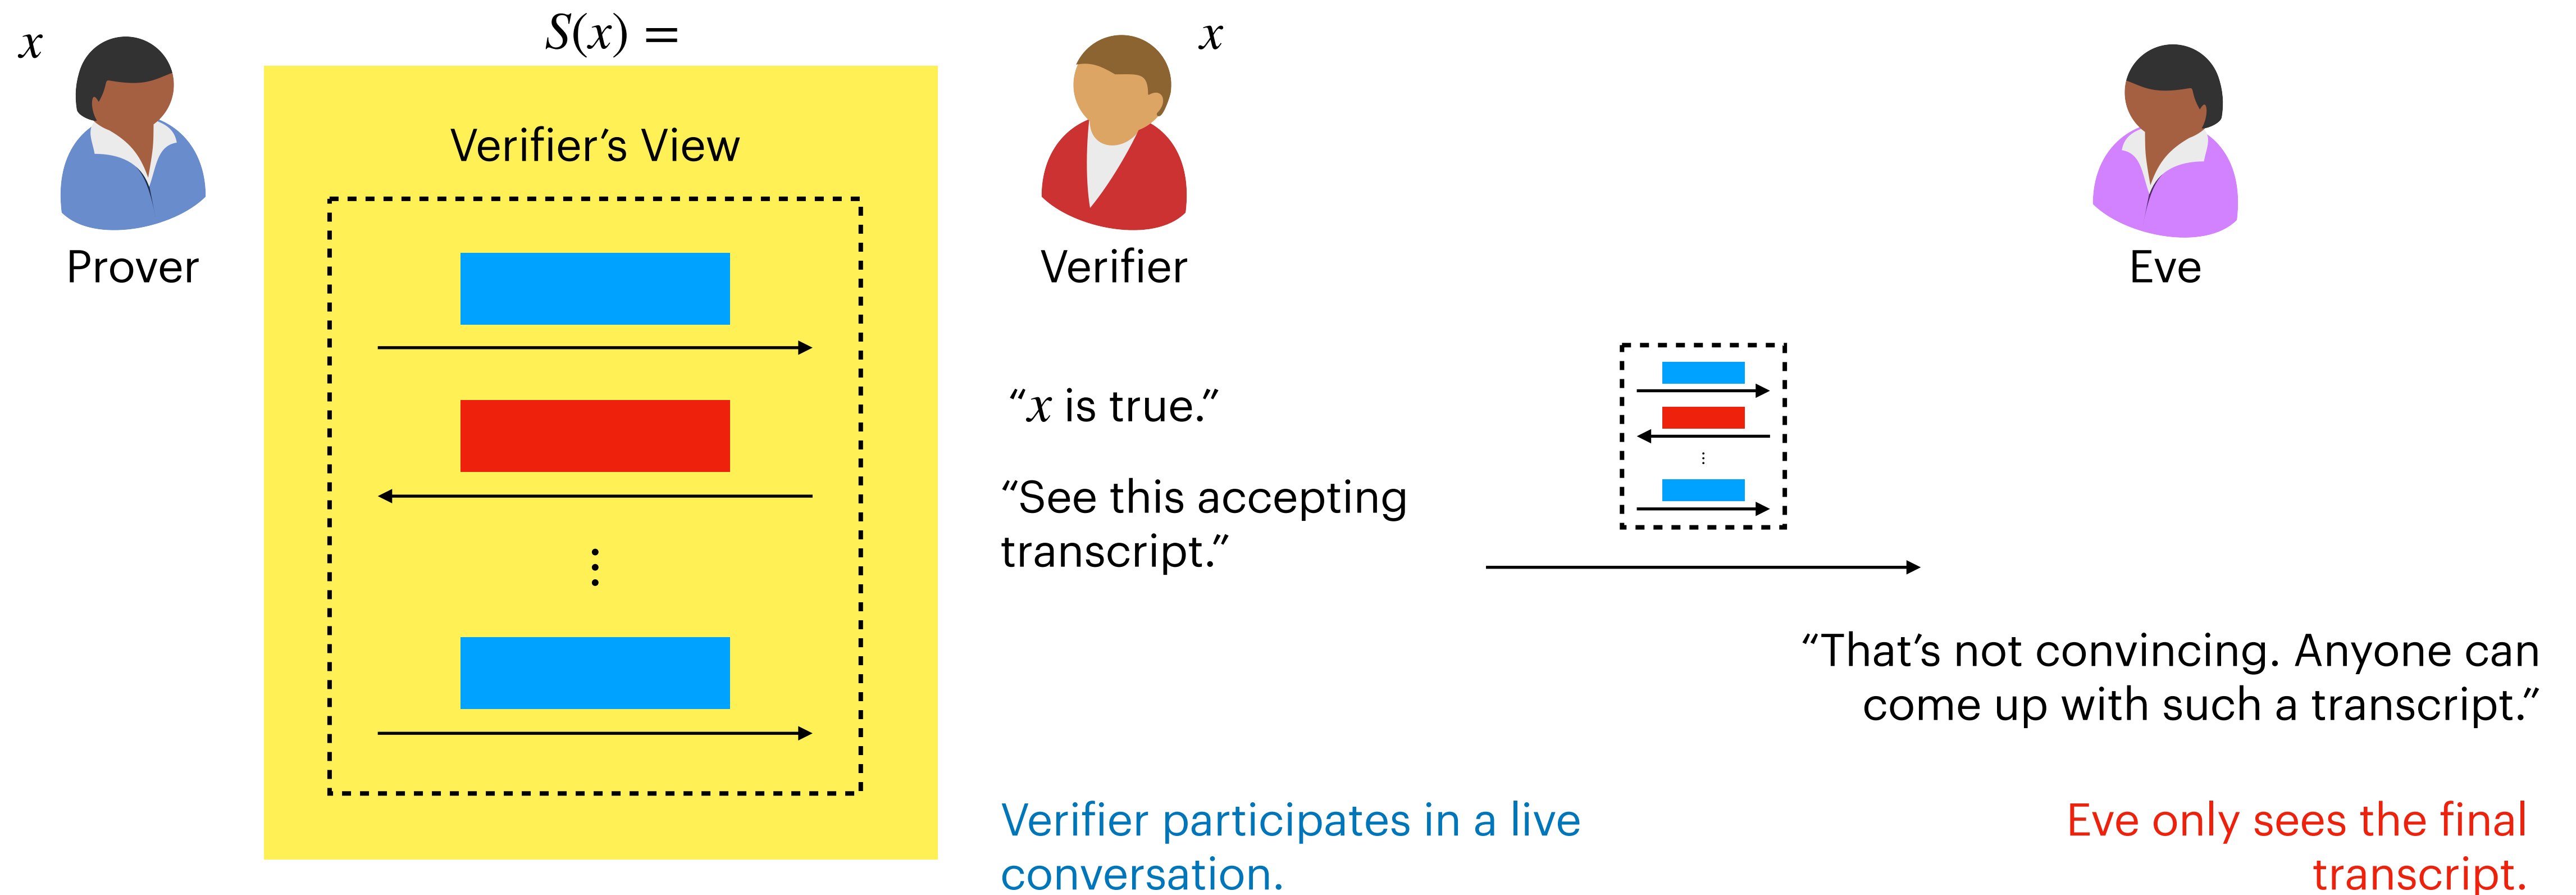 x
S(x) =
x
Verifier’s View
Prover
Verifier
Eve
“x is true.”
“See this accepting
transcript.”
“That’s not convincing. Anyone can
come up with such a transcript.”
Verifier participates in a live
conversation.
Eve only sees the final
transcript.